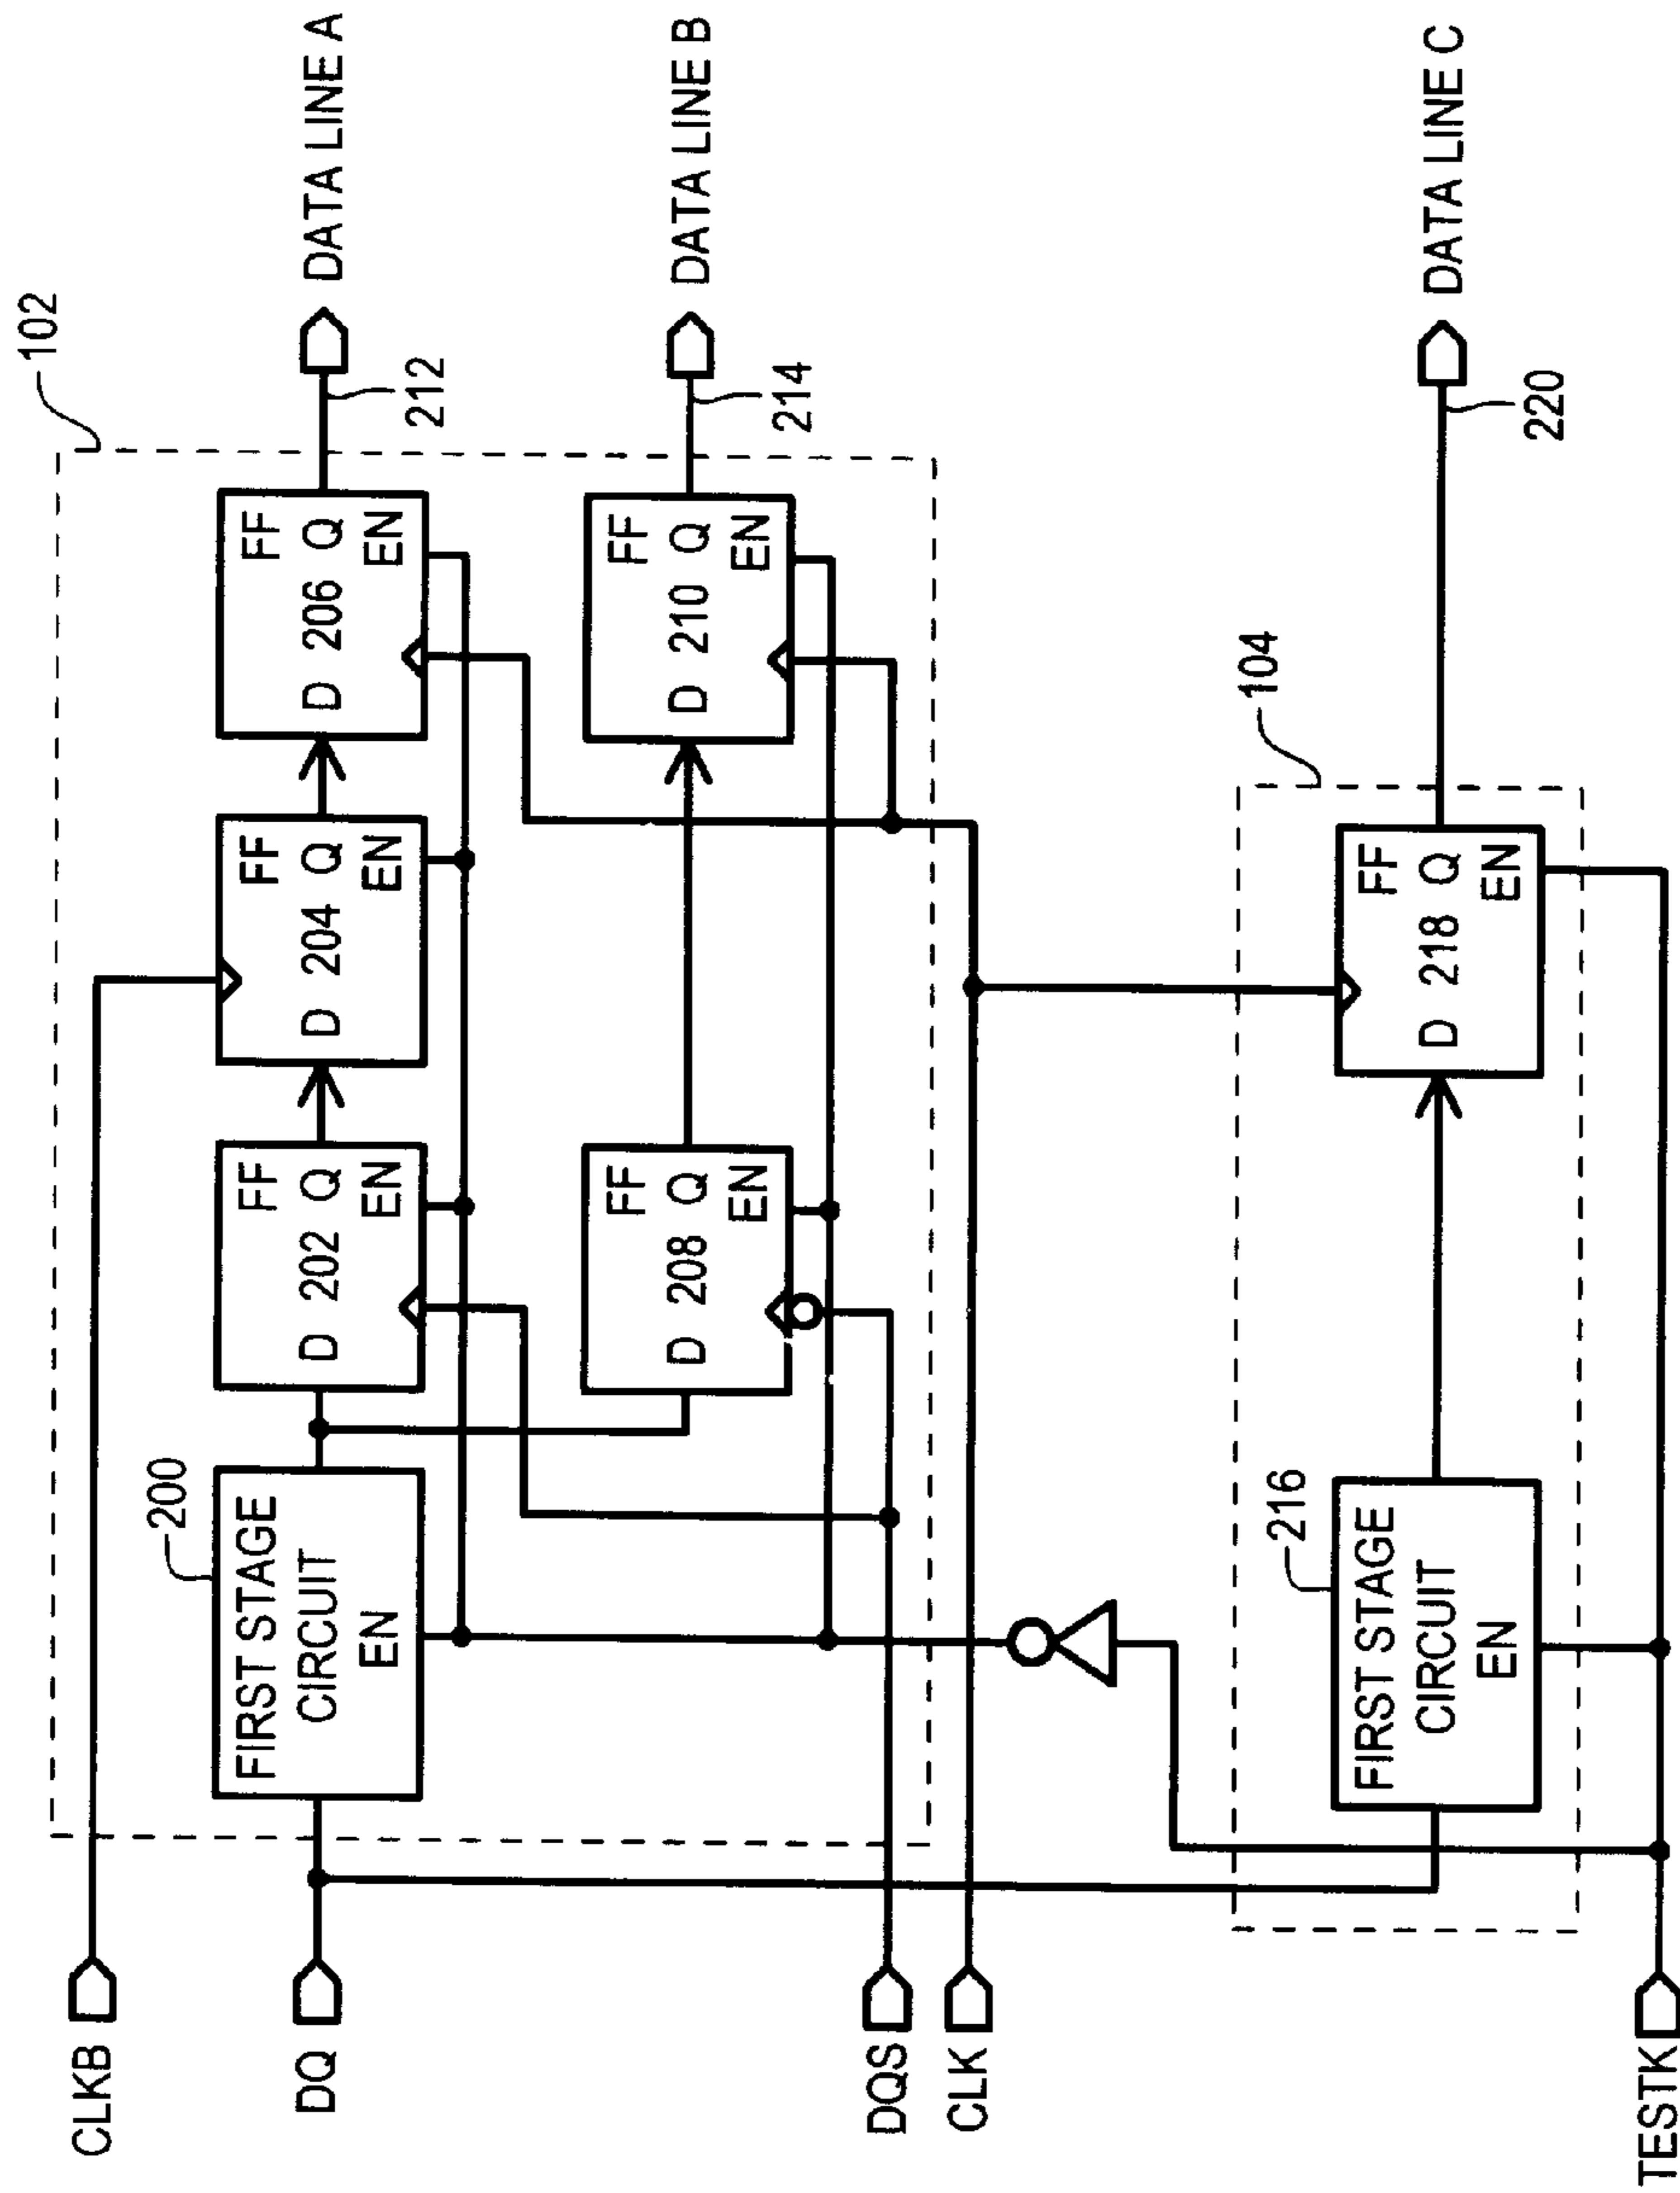 CLKB
DQ
DQS
CLK
TESTK
102
200
FIRST STAGE
CIRCUIT
EN
FF
D 202 Q
EN
FF
D 204 Q
EN
FF
D 206 Q
EN
212
DATA LINE A
FF
D 208 Q
EN
FF
D 210 Q
EN
214
DATA LINE B
104
216
FIRST STAGE
CIRCUIT
EN
FF
D 218 Q
EN
220
DATA LINE C